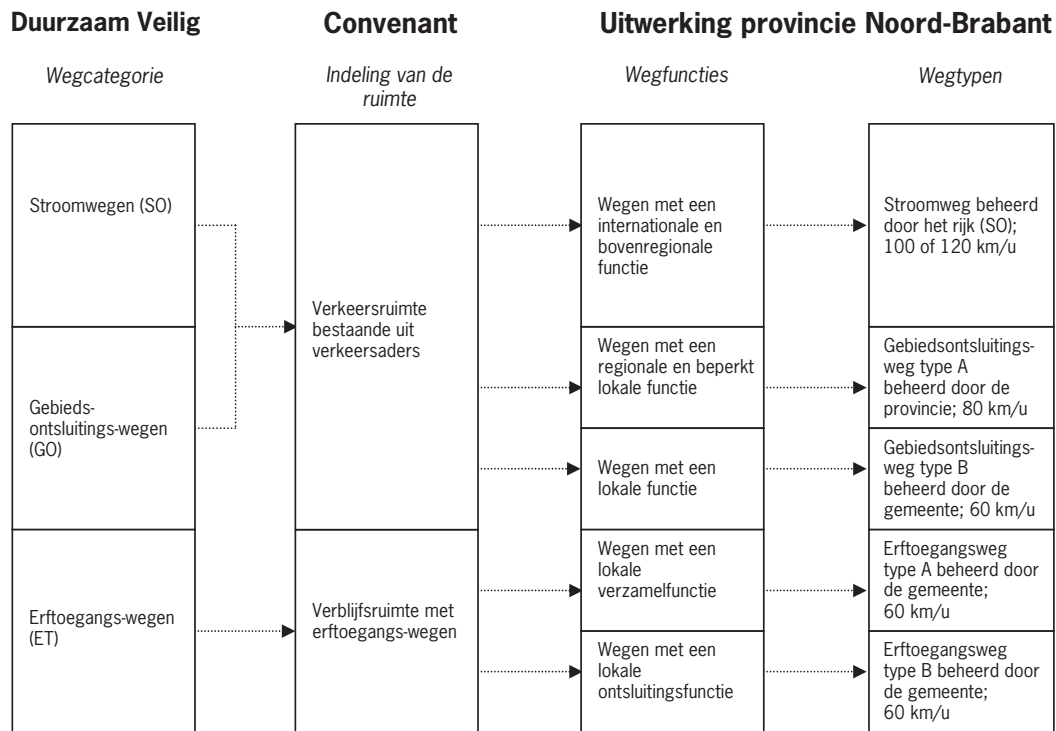 Duurzaam Veilig
Convenant
Uitwerking provincie Noord-Brabant
Wegcategorie
Indeling van de
ruimte
Wegfuncties
Wegtypen
Stroomwegen (SO)
Gebieds-
ontsluitings-wegen
(GO)
Erftoegangs-wegen
(ET)
Verkeersruimte
bestaande uit
verkeersaders
Verblijfsruimte met
erftoegangs-wegen
Wegen met een
internationale en
bovenregionale
functie
Wegen met een
regionale en beperkt
lokale functie
Wegen met een
lokale functie
Wegen met een
lokale
verzamelfunctie
Wegen met een
lokale
ontsluitingsfunctie
Stroomweg beheerd
door het rijk (SO);
100 of 120 km/u
Gebiedsontsluitings-
weg type A
beheerd door de
provincie; 80 km/u
Gebiedsontsluitings-
weg type B
beheerd door de
gemeente; 60 km/u
Erftoegangsweg
type A beheerd door
de gemeente;
60 km/u
Erftoegangsweg
type B beheerd door
de gemeente;
60 km/u